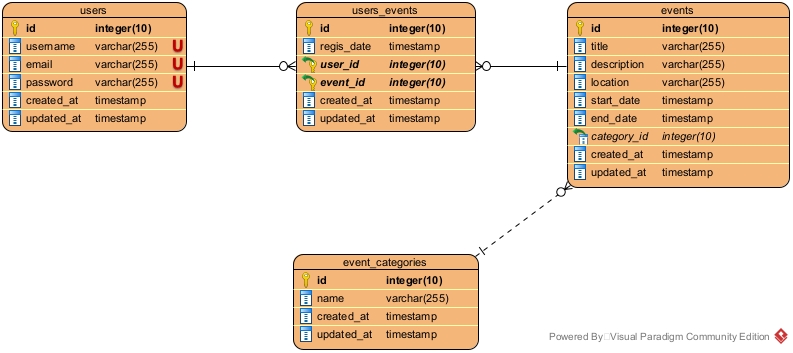 users
id integer(10)
username varchar(255) U
email varchar(255) U
password varchar(255) U
created_at timestamp
updated_at timestamp
users_events
id integer(10)
regis_date timestamp
user_id integer(10)
event_id integer(10)
created_at timestamp
updated_at timestamp
events
id integer(10)
title varchar(255)
description varchar(255)
location varchar(255)
start_date timestamp
end_date timestamp
category_id integer(10)
created_at timestamp
updated_at timestamp
event_categories
id integer(10)
name varchar(255)
created_at timestamp
updated_at timestamp
Powered By Visual Paradigm Community Edition